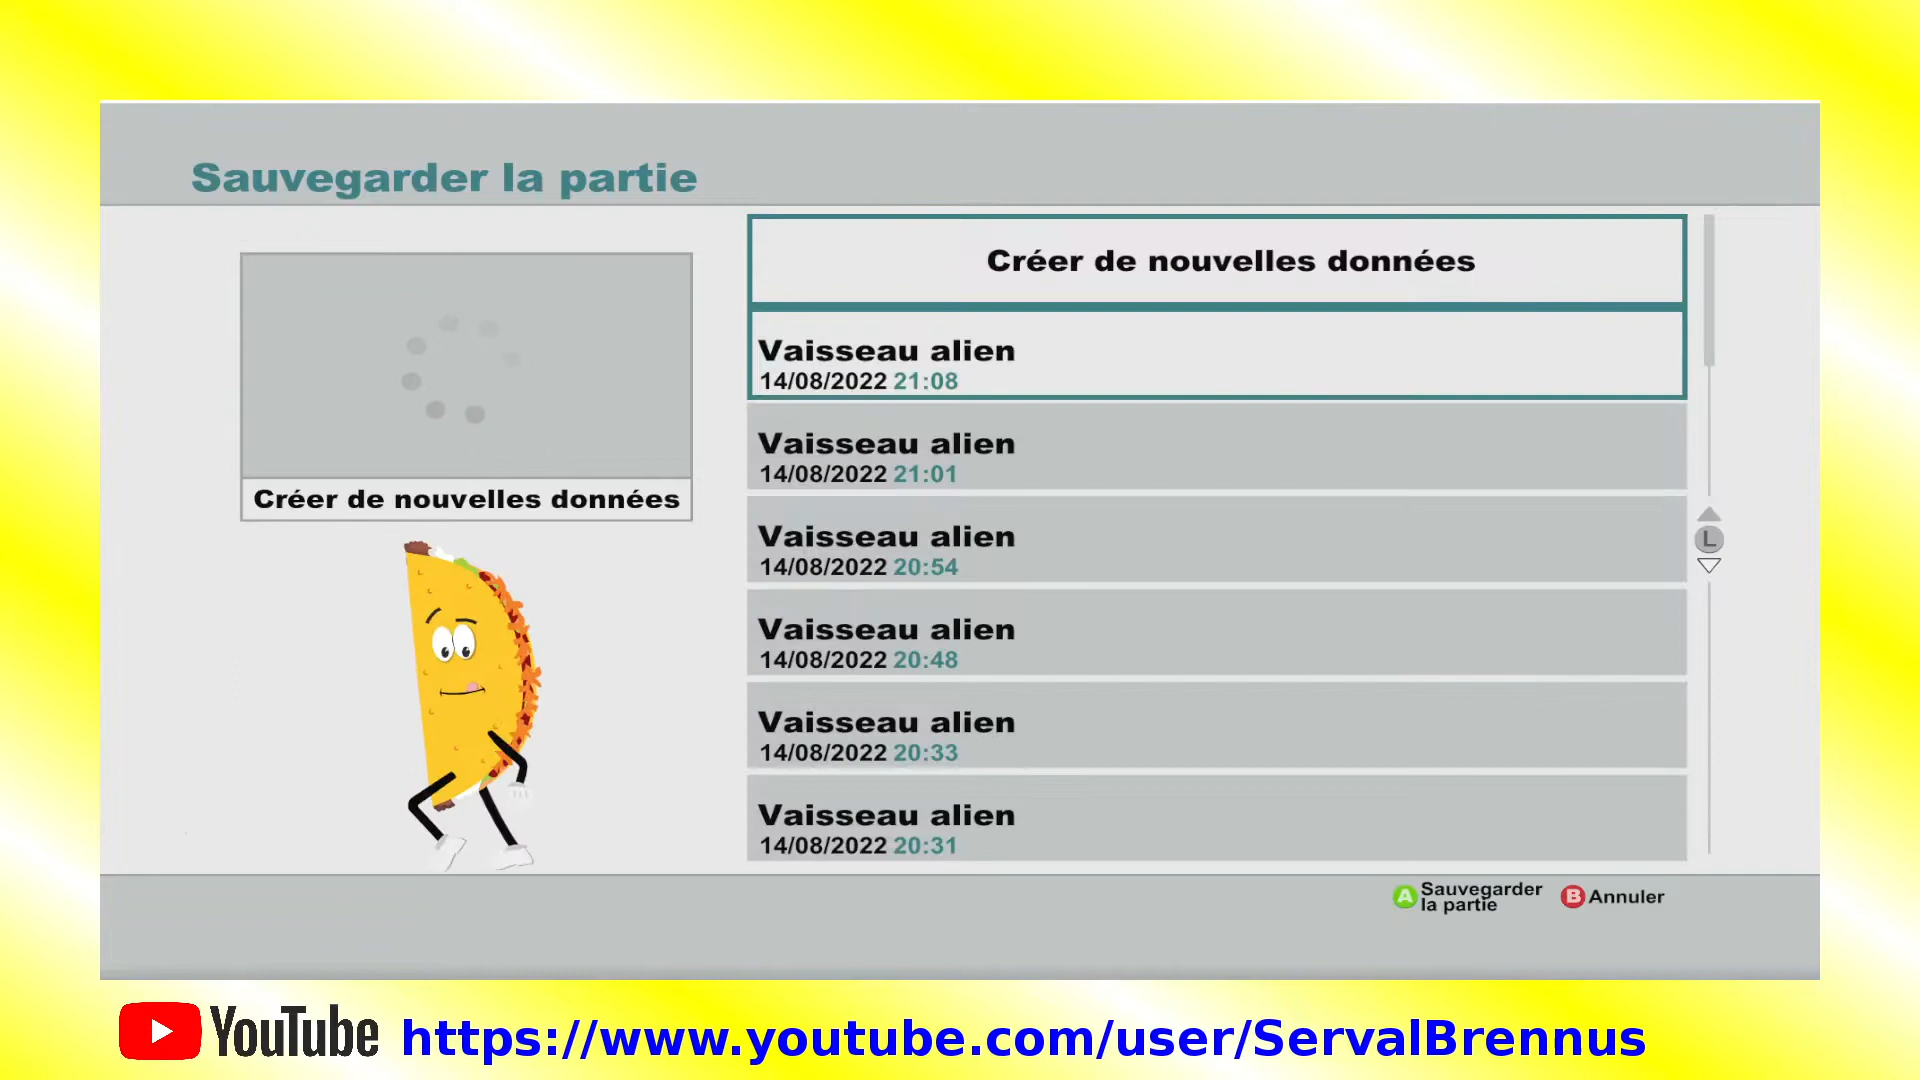 Sauvegarder la partie
Créer de nouvelles données
Créer de nouvelles données
Vaisseau alien
14/08/2022 21:08
Vaisseau alien
14/08/2022 21:01
Vaisseau alien
14/08/2022 20:54
Vaisseau alien
14/08/2022 20:48
Vaisseau alien
14/08/2022 20:33
Vaisseau alien
14/08/2022 20:31
L
A Sauvegarder
la partie
B Annuler
YouTube https://www.youtube.com/user/ServalBrennus